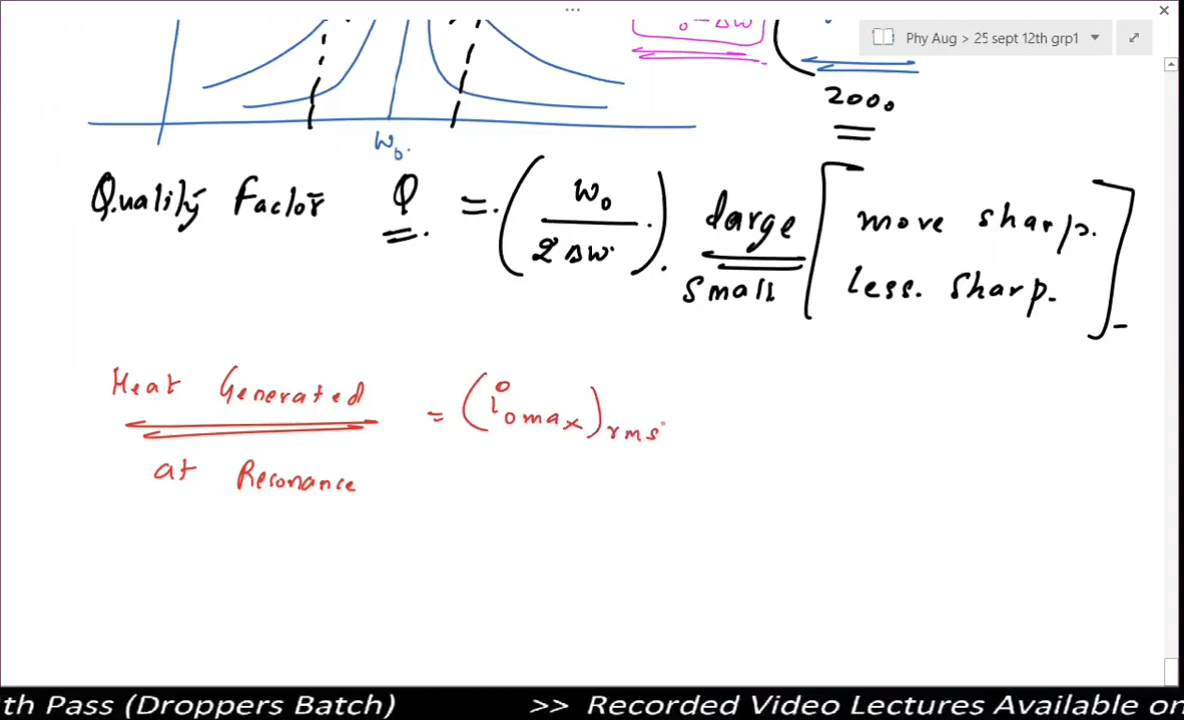 ...
Phy Aug > 25 sept 12th grp1
2000
W0
Quality Factor Q = (W0 / 2ΔW). Large [more sharp.
small less. sharp.]
Heat Generated = (i0max)rms
at Resonance
th Pass (Droppers Batch) >> Recorded Video Lectures Available on